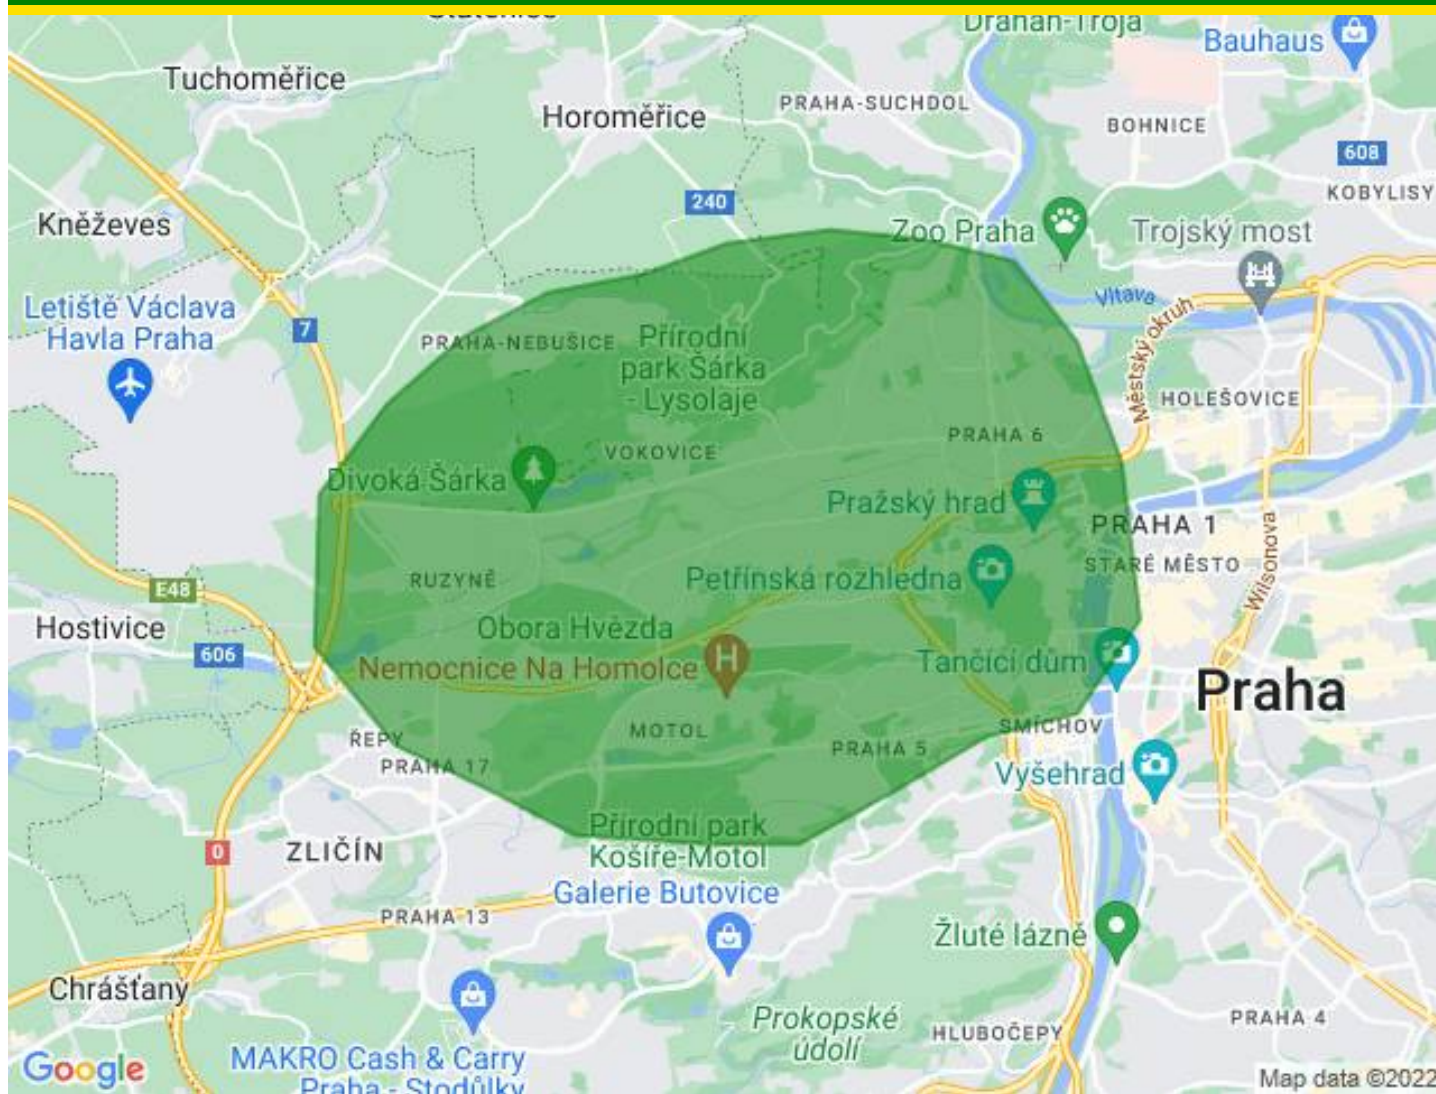 Drahaň-Troja
Bauhaus
Tuchoměřice
PRAHA-SUCHDOL
Horoměřice
BOHNICE
608
KOBYLISY
240
Kněževes
Zoo Praha
Trojský most
Letiště Václava
Havla Praha
7
Vltava
Městský okruh
PRAHA-NEBUŠICE
Přírodní
park Šárka
- Lysolaje
HOLEŠOVICE
PRAHA 6
VOKOVICE
Divoká Šárka
Pražský hrad
PRAHA 1
STARÉ MĚSTO
Wilsonova
RUZYNĚ
Petřínská rozhledna
E48
Hostivice
606
Obora Hvězda
Nemocnice Na Homolce
Tančící dům
Praha
MOTOL
SMÍCHOV
ŘEPY
PRAHA 17
PRAHA 5
Vyšehrad
Přírodní park
Košíře-Motol
0
ZLIČÍN
Galerie Butovice
PRAHA 13
Žluté lázně
Chrášťany
Prokopské
údolí
HLUBOČEPY
PRAHA 4
MAKRO Cash & Carry
Praha - Stodůlky
Google
Map data ©2022